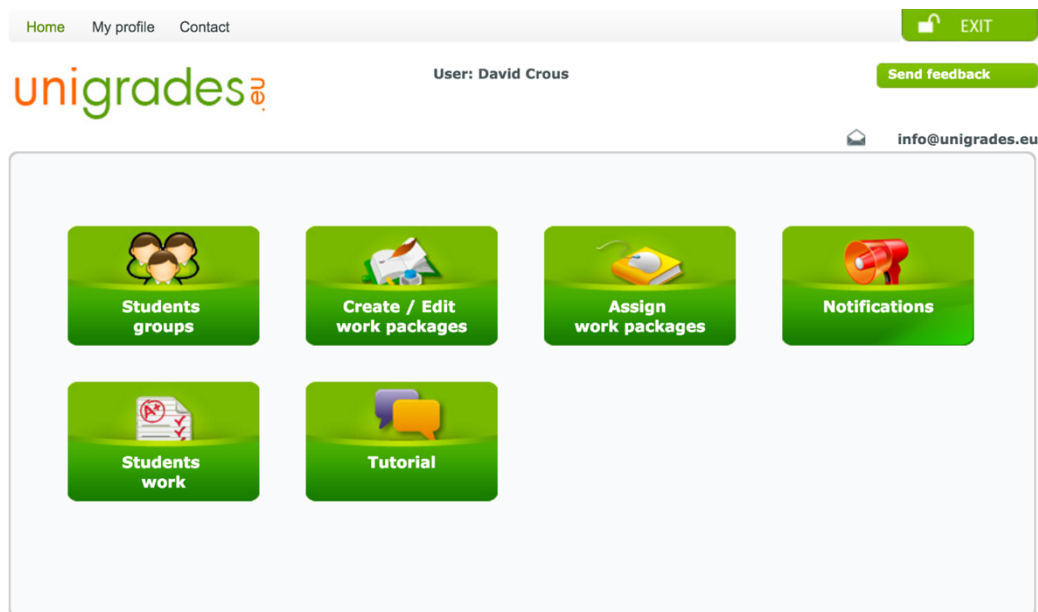 Home My profile Contact EXIT
unigrades.eu
User: David Crous
Send feedback
info@unigrades.eu
Students
groups
Create / Edit
work packages
Assign
work packages
Notifications
A+
Students
work
Tutorial